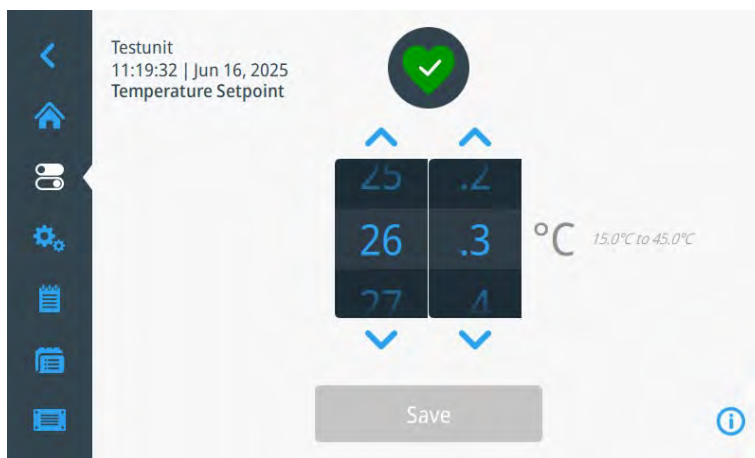 Testunit
11:19:32 | Jun 16, 2025
Temperature Setpoint
25 .2
26 .3 °C 15.0°C to 45.0°C
27 .4
Save